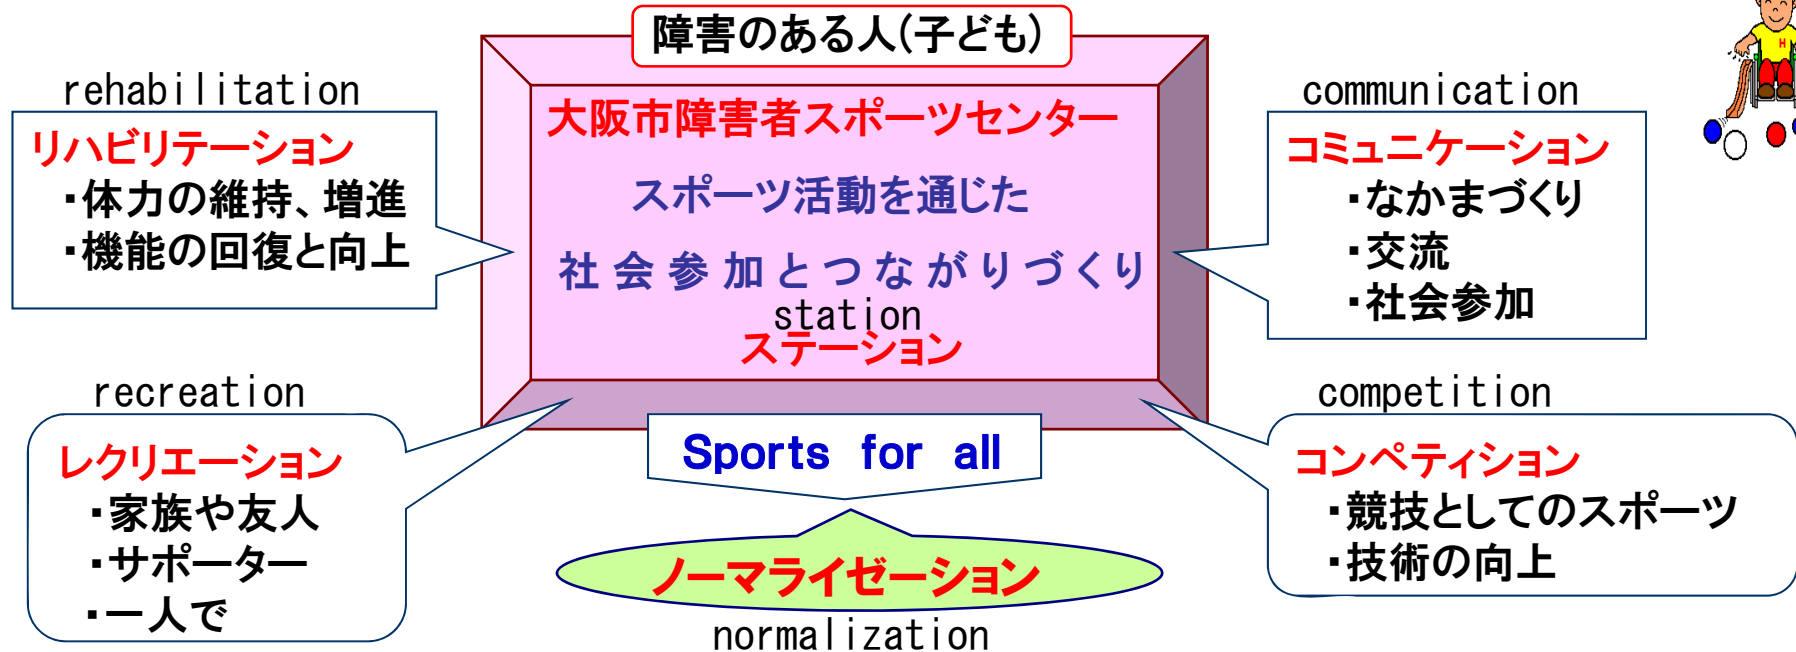 障害のある人(子ども)
rehabilitation
リハビリテーション
・体力の維持、増進
・機能の回復と向上
大阪市障害者スポーツセンター
スポーツ活動を通じた
社会参加とつながりづくり
station
ステーション
communication
コミュニケーション
・なかまづくり
・交流
・社会参加
H
recreation
レクリエーション
・家族や友人
・サポーター
・一人で
Sports for all
ノーマライゼーション
normalization
competition
コンペティション
・競技としてのスポーツ
・技術の向上